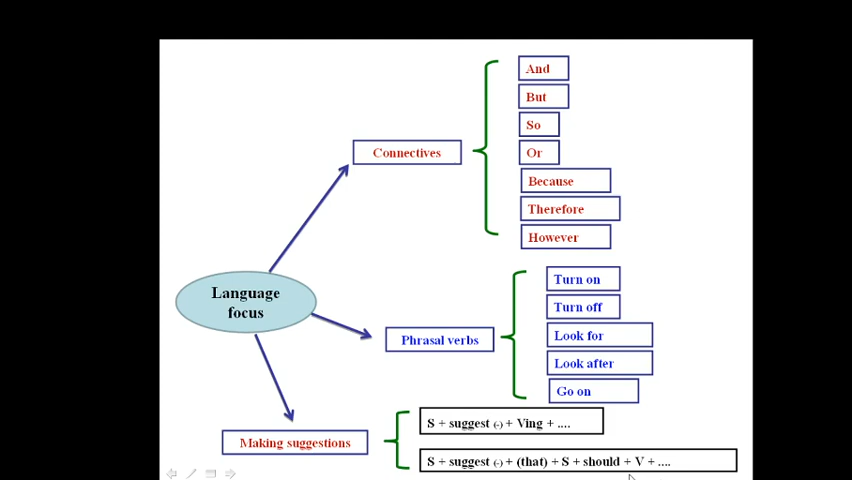 And
But
So
Or
Connectives
Because
Therefore
However
Language
focus
Turn on
Turn off
Look for
Look after
Go on
Phrasal verbs
Making suggestions
S + suggest (-) + Ving + ....
S + suggest (-) + (that) + S + should + V + ....